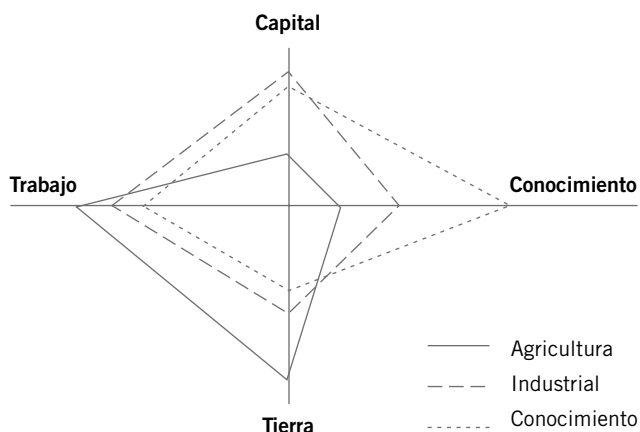 Capital
Trabajo
Conocimiento
Tierra
Agricultura
Industrial
Conocimiento